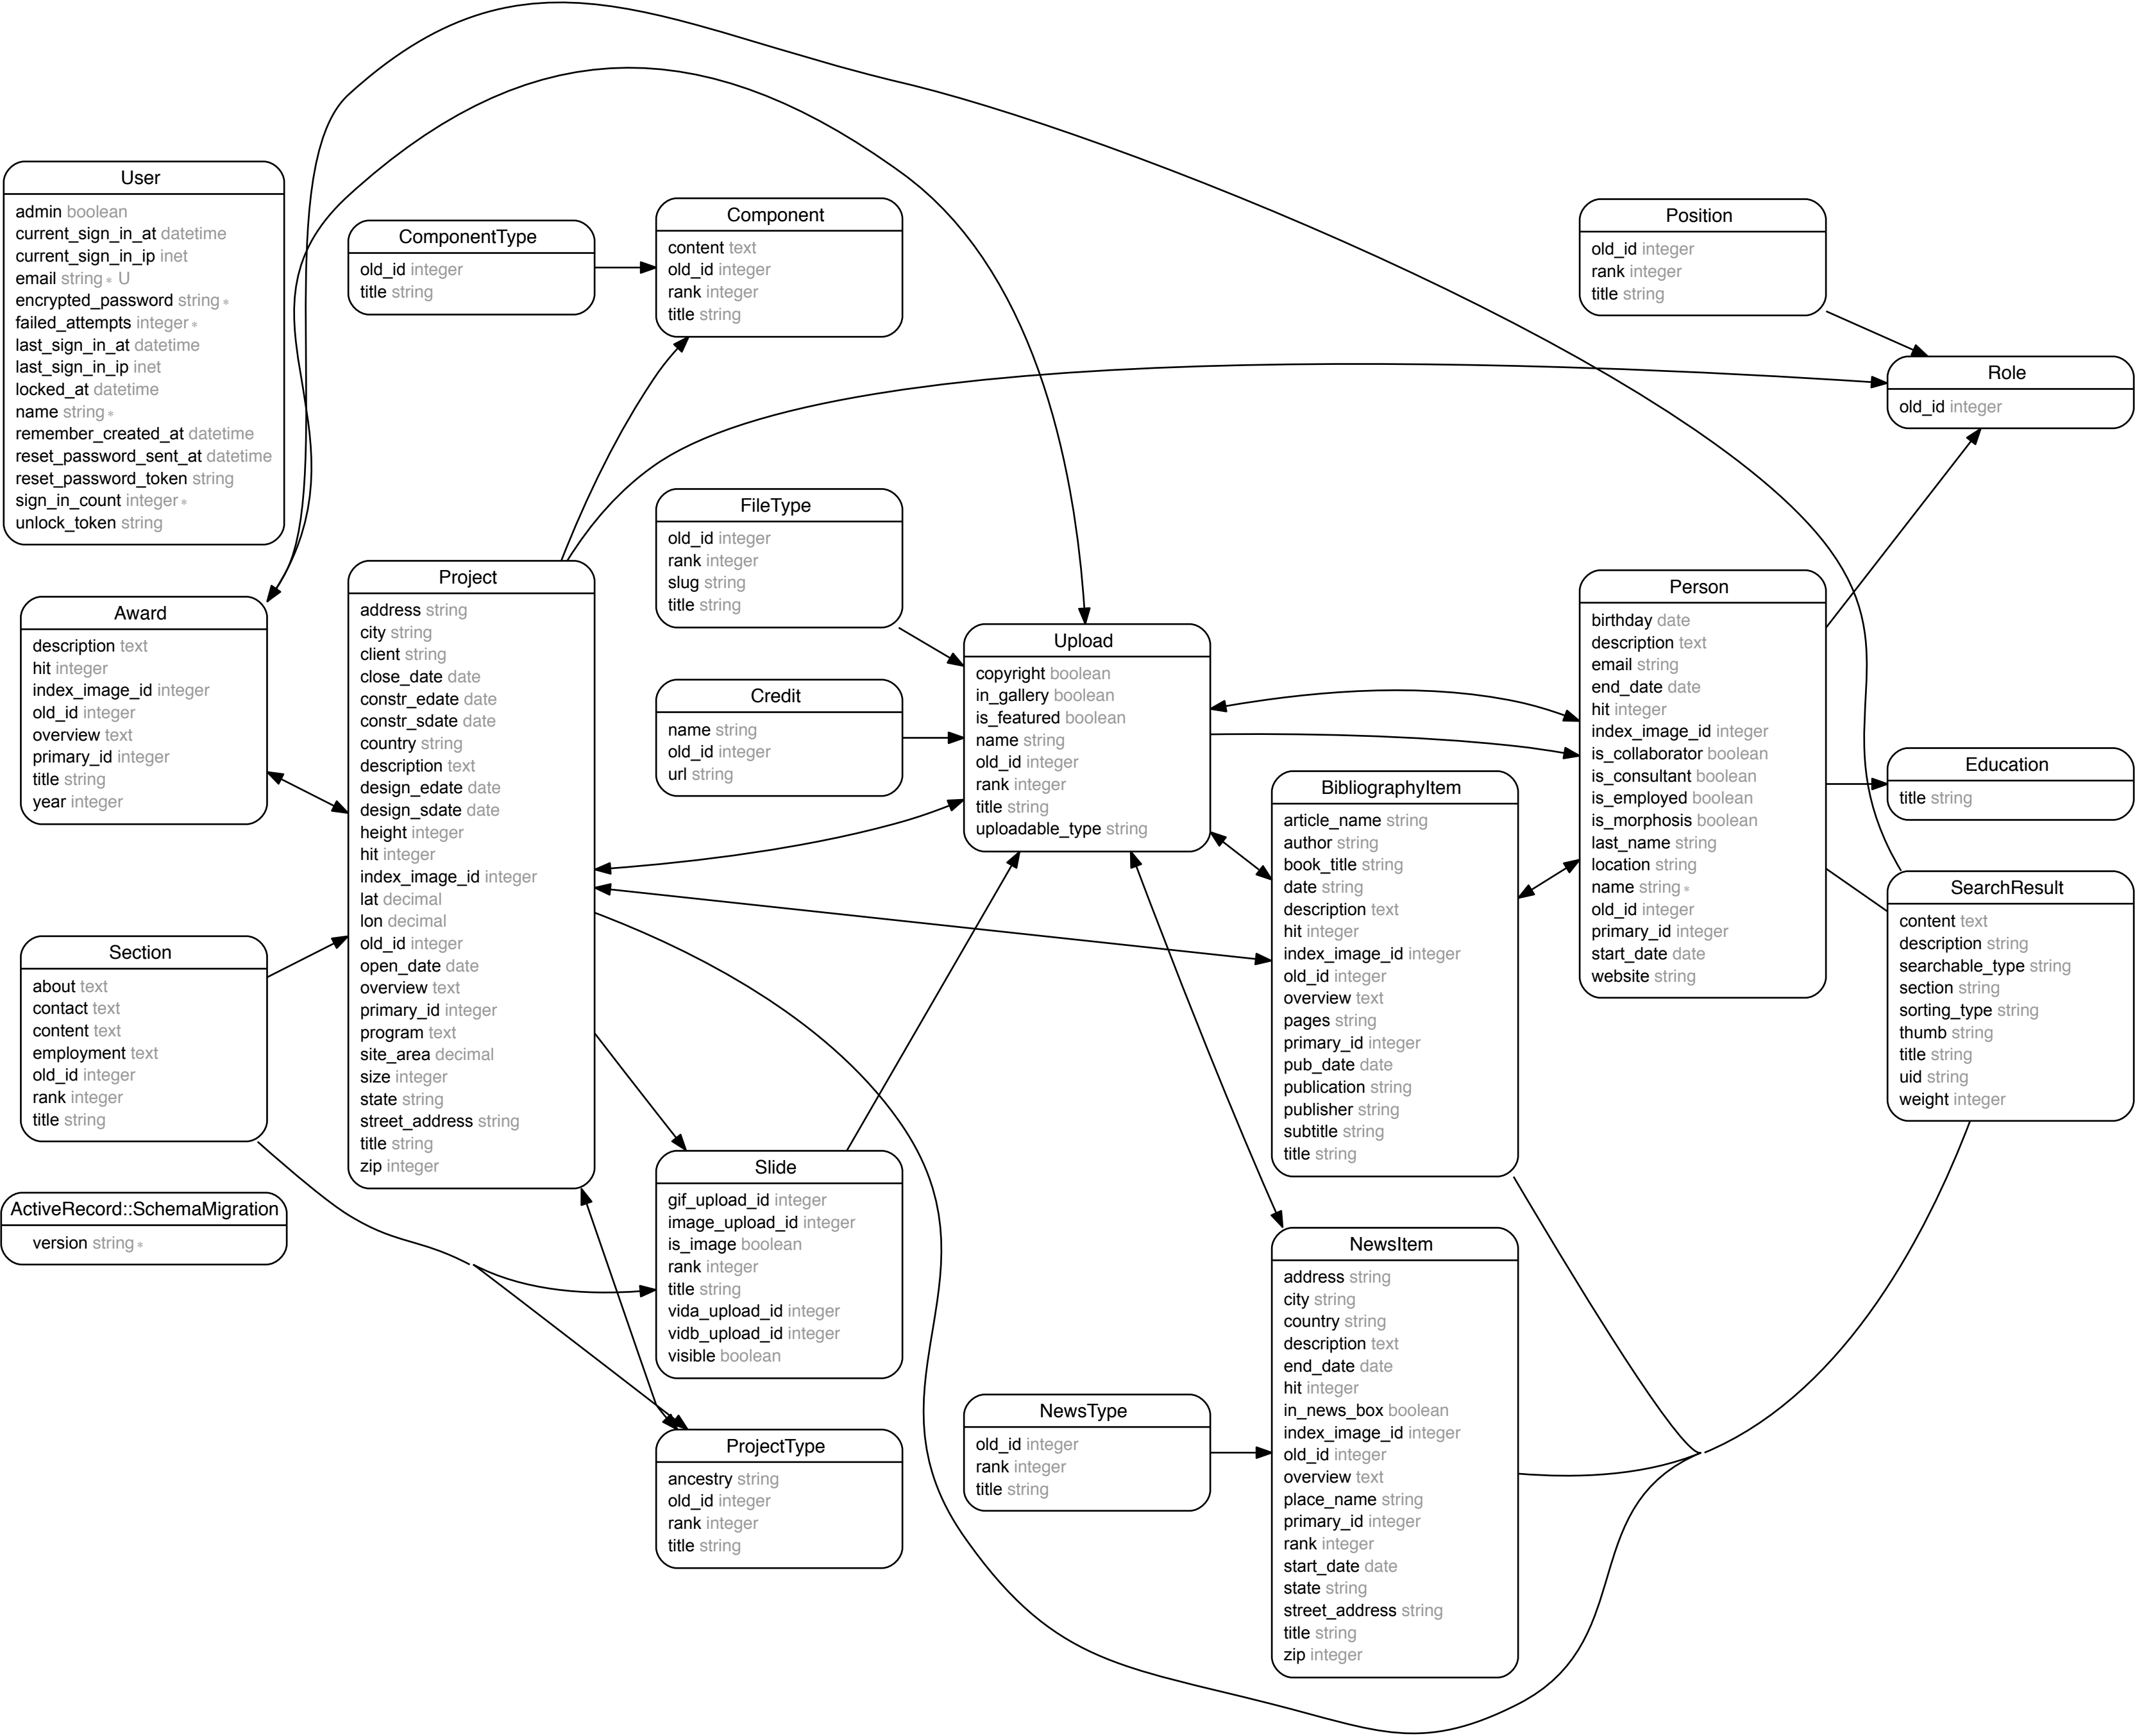 User
admin boolean
current_sign_in_at datetime
current_sign_in_ip inet
email string∗ U
encrypted_password string∗
failed_attempts integer∗
last_sign_in_at datetime
last_sign_in_ip inet
locked_at datetime
name string∗
remember_created_at datetime
reset_password_sent_at datetime
reset_password_token string
sign_in_count integer∗
unlock_token string
Award
description text
hit integer
index_image_id integer
old_id integer
overview text
primary_id integer
title string
year integer
Section
about text
contact text
content text
employment text
old_id integer
rank integer
title string
ActiveRecord::SchemaMigration
version string∗
ComponentType
old_id integer
title string
Project
address string
city string
client string
close_date date
constr_edate date
constr_sdate date
country string
description text
design_edate date
design_sdate date
height integer
hit integer
index_image_id integer
lat decimal
lon decimal
old_id integer
open_date date
overview text
primary_id integer
program text
site_area decimal
size integer
state string
street_address string
title string
zip integer
Component
content text
old_id integer
rank integer
title string
FileType
old_id integer
rank integer
slug string
title string
Credit
name string
old_id integer
url string
Slide
gif_upload_id integer
image_upload_id integer
is_image boolean
rank integer
title string
vida_upload_id integer
vidb_upload_id integer
visible boolean
ProjectType
ancestry string
old_id integer
rank integer
title string
Upload
copyright boolean
in_gallery boolean
is_featured boolean
name string
old_id integer
rank integer
title string
uploadable_type string
NewsType
old_id integer
rank integer
title string
BibliographyItem
article_name string
author string
book_title string
date string
description text
hit integer
index_image_id integer
old_id integer
overview text
pages string
primary_id integer
pub_date date
publication string
publisher string
subtitle string
title string
NewsItem
address string
city string
country string
description text
end_date date
hit integer
in_news_box boolean
index_image_id integer
old_id integer
overview text
place_name string
primary_id integer
rank integer
start_date date
state string
street_address string
title string
zip integer
Position
old_id integer
rank integer
title string
Person
birthday date
description text
email string
end_date date
hit integer
index_image_id integer
is_collaborator boolean
is_consultant boolean
is_employed boolean
is_morphosis boolean
last_name string
location string
name string∗
old_id integer
primary_id integer
start_date date
website string
Role
old_id integer
Education
title string
SearchResult
content text
description string
searchable_type string
section string
sorting_type string
thumb string
title string
uid string
weight integer